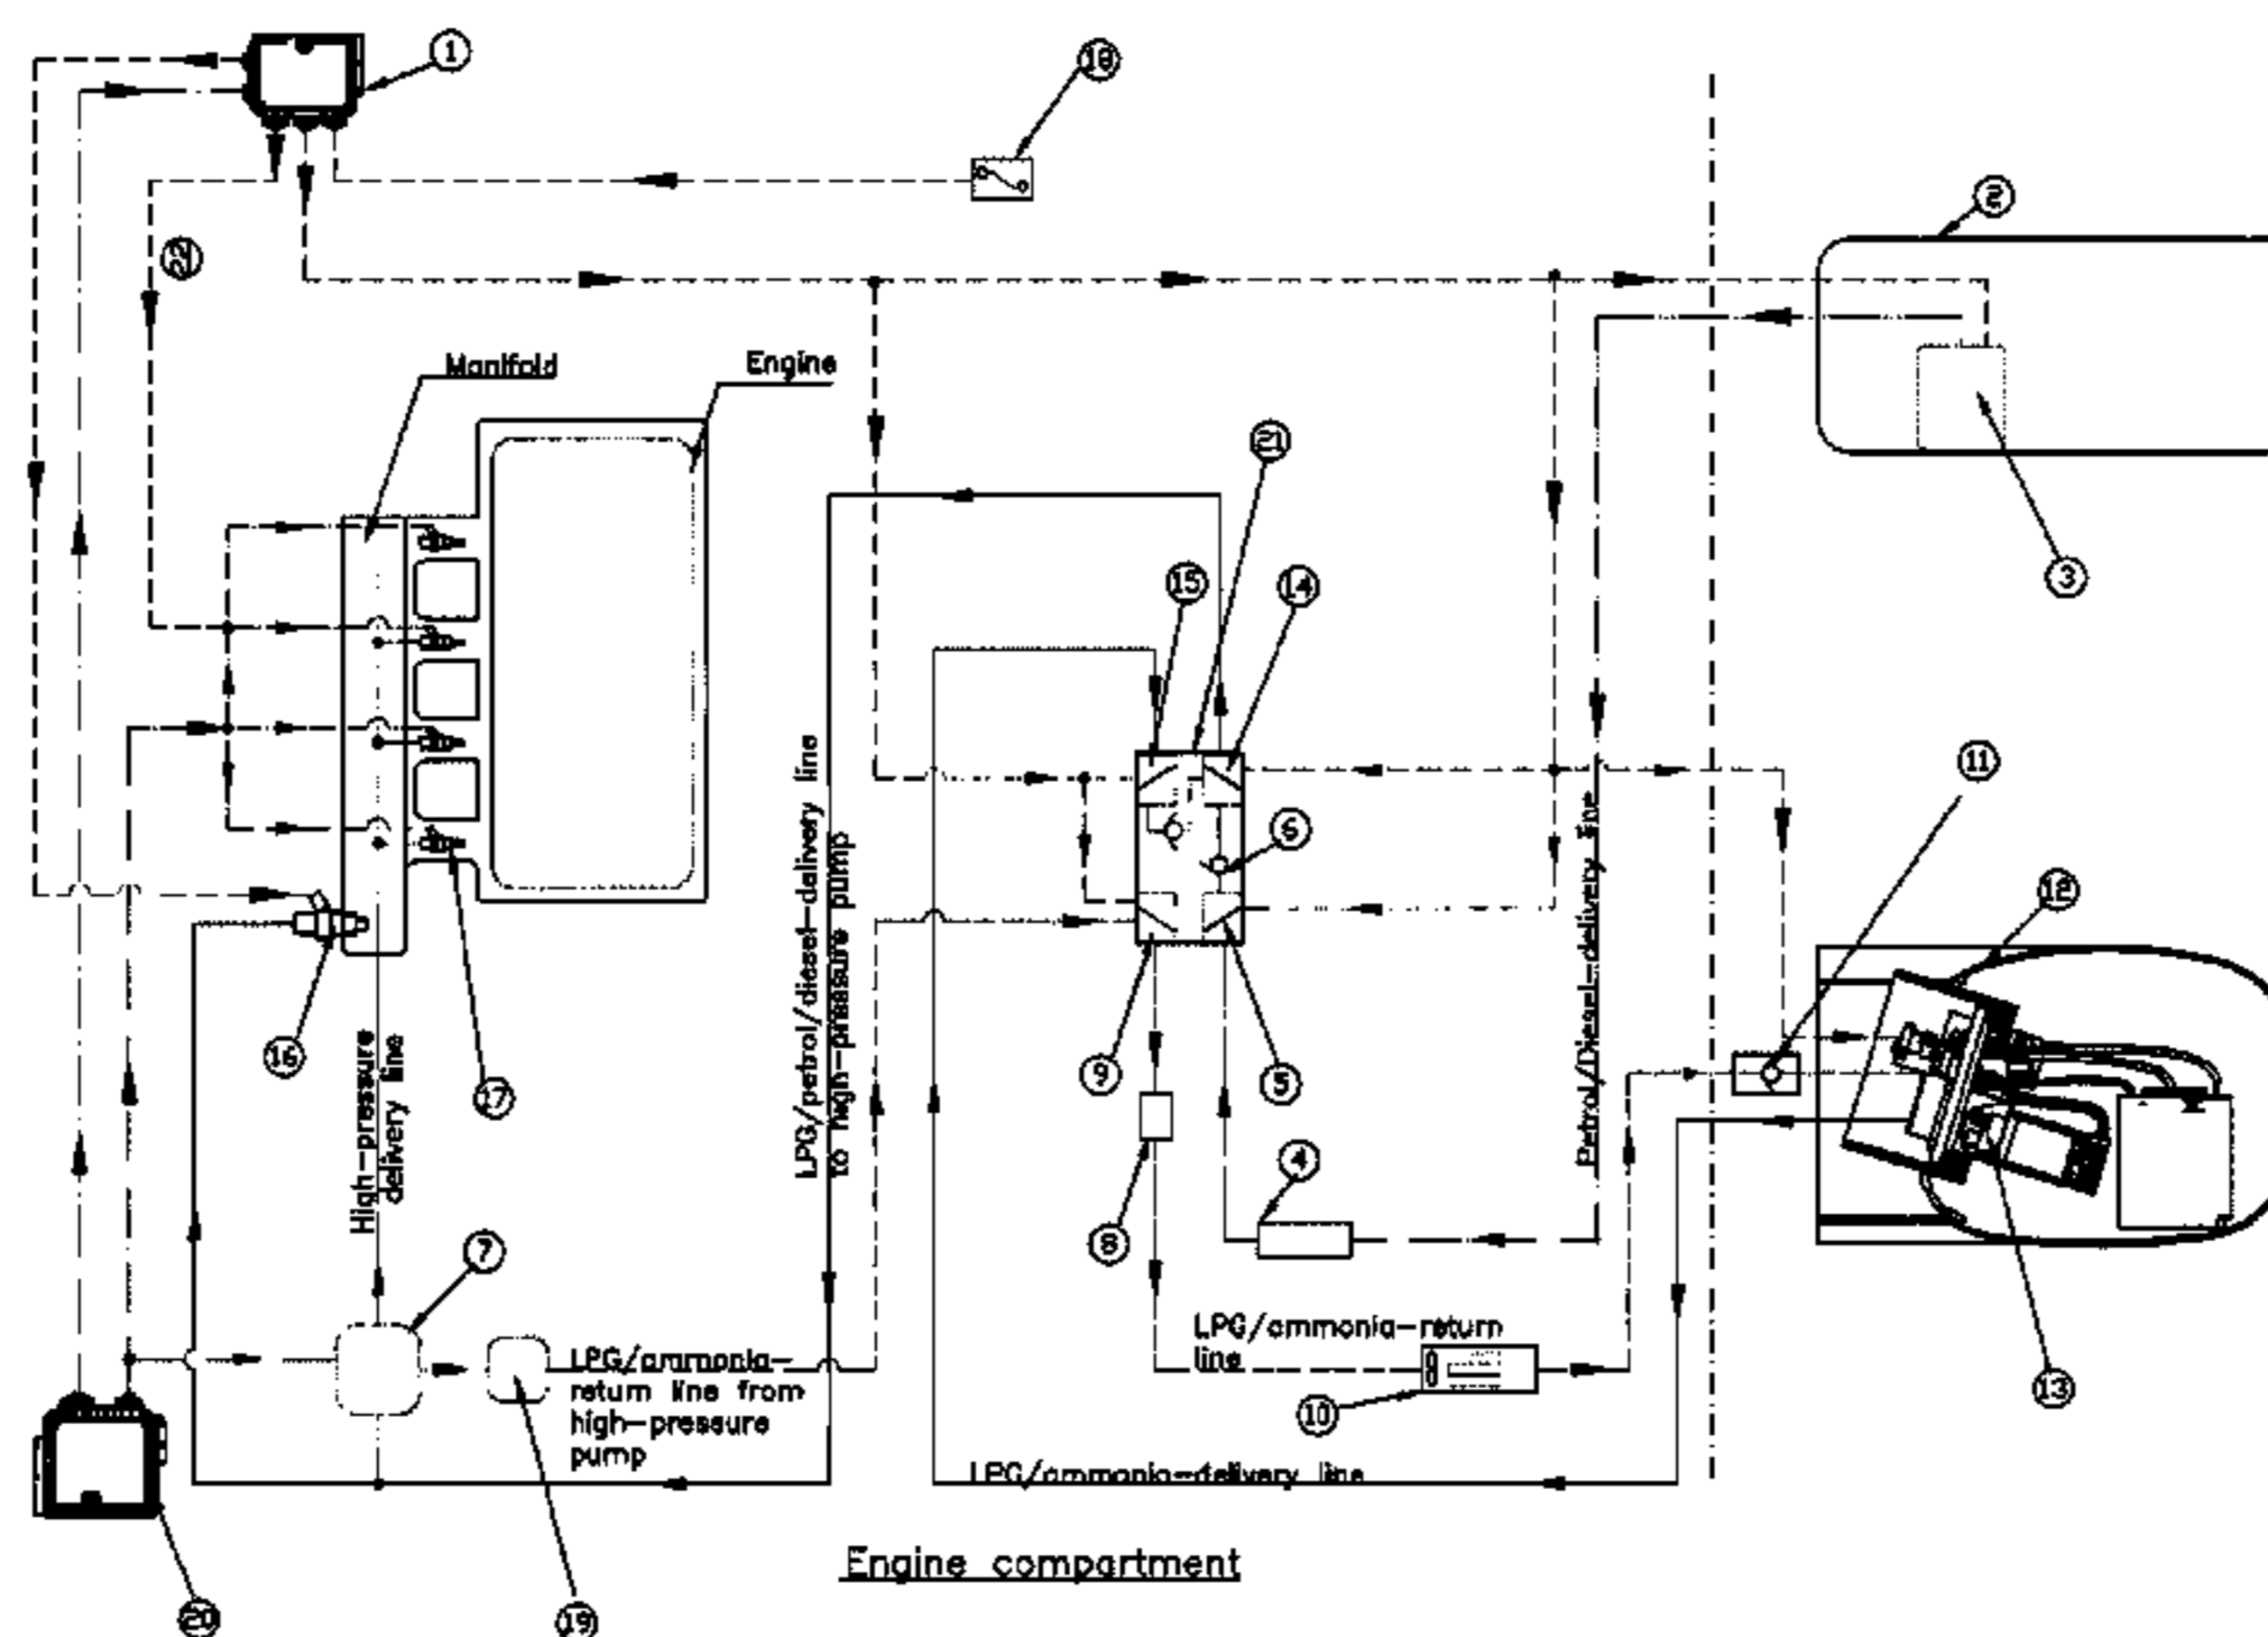 1
18
2
22
Manifold
Engine
21
3
15
14
11
6
12
LPG/petrol/diesel-delivery line
to high-pressure pump
Petrol/Diesel-delivery line
16
High-pressure
delivery line
17
9
5
4
8
7
LPG/ammonia-return
line
LPG/ammonia-
return line from
high-pressure
pump
10
13
LPG/ammonia-delivery line
Engine compartment
20
19